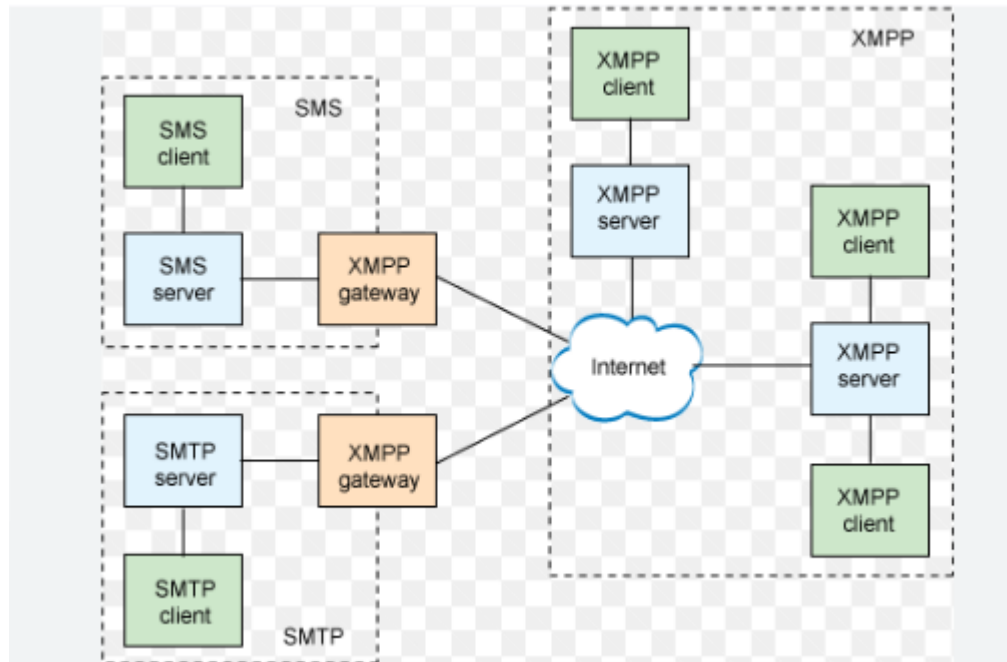 SMS
SMS
client
SMS
server
XMPP
gateway
SMTP
server
XMPP
gateway
SMTP
client
SMTP
Internet
XMPP
XMPP
client
XMPP
server
XMPP
client
XMPP
server
XMPP
client